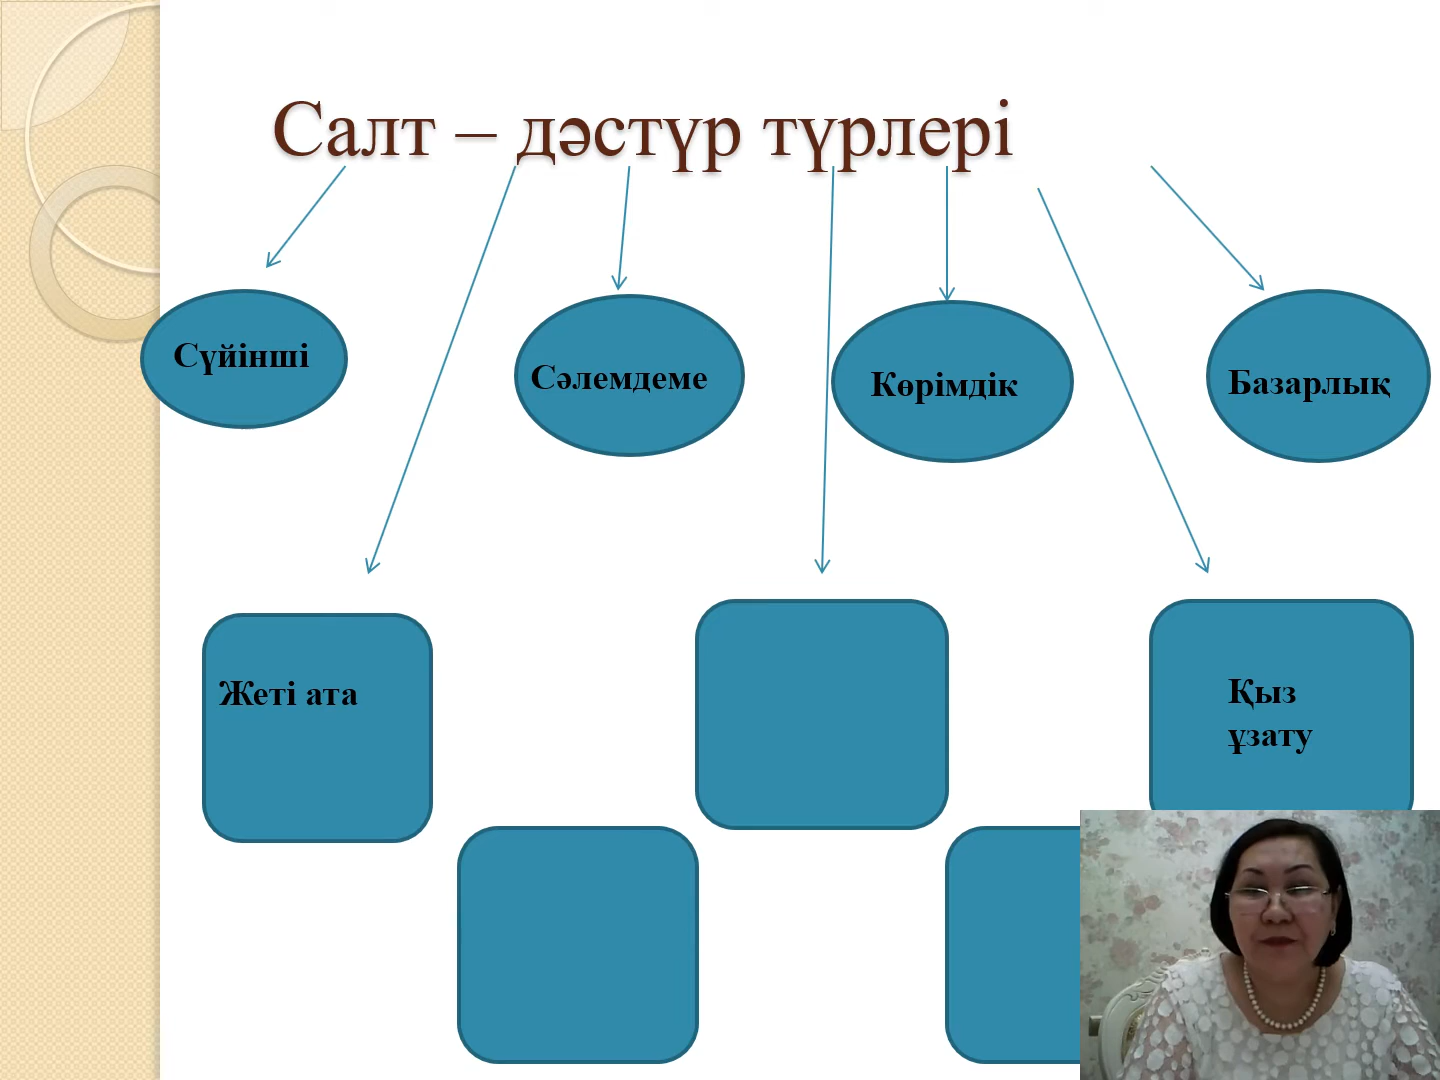 Салт – дәстүр түрлері
Сүйінші
Сәлемдеме
Көрімдік
Базарлық
Жеті ата
Қыз
ұзату